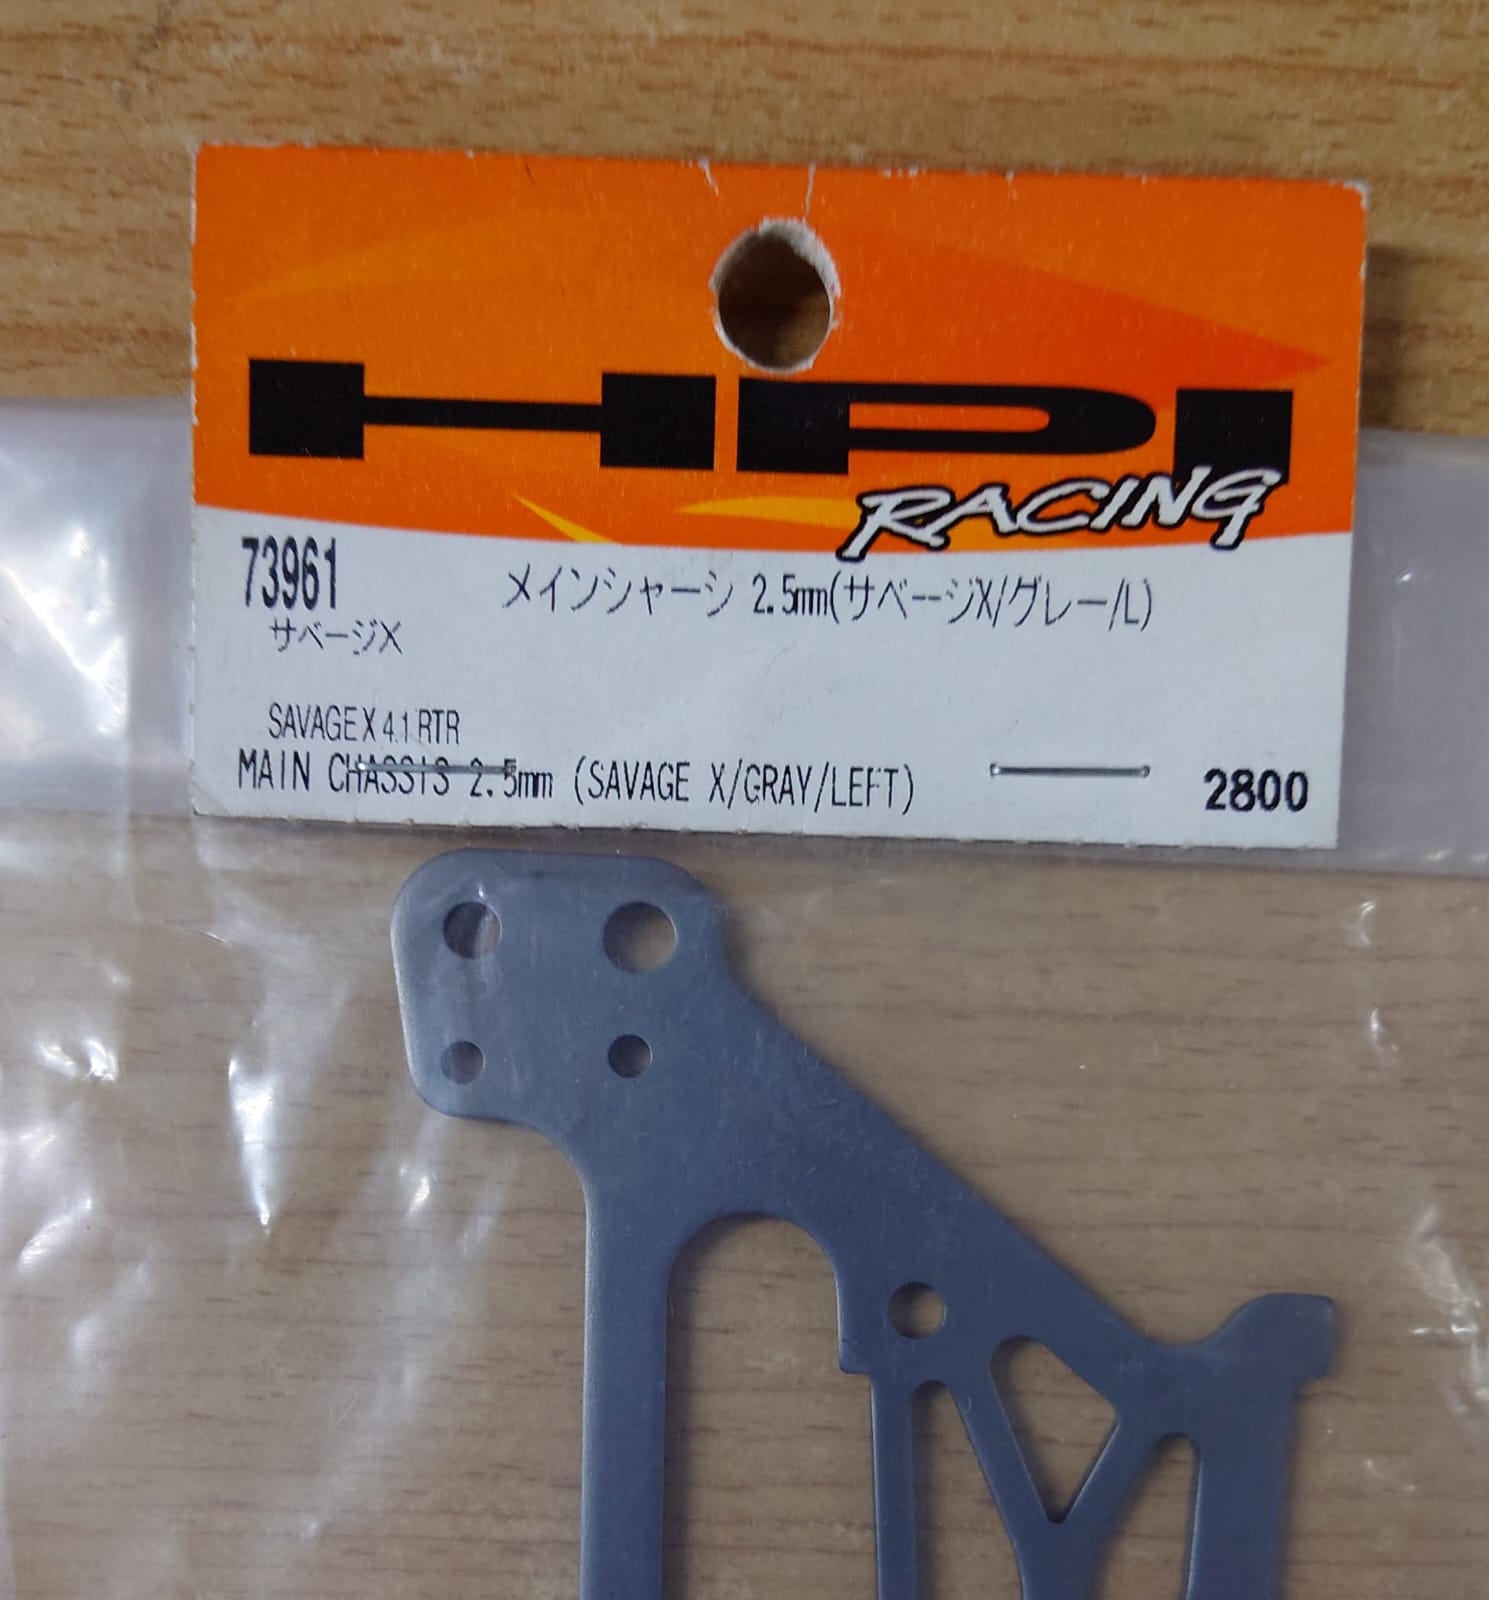 HPI
RACING
73961
メインシャーシ 2.5mm(サベージX/グレー/L)
サベージX
SAVAGE X 4.1 RTR
MAIN CHASSIS 2.5mm (SAVAGE X/GRAY/LEFT)
2800